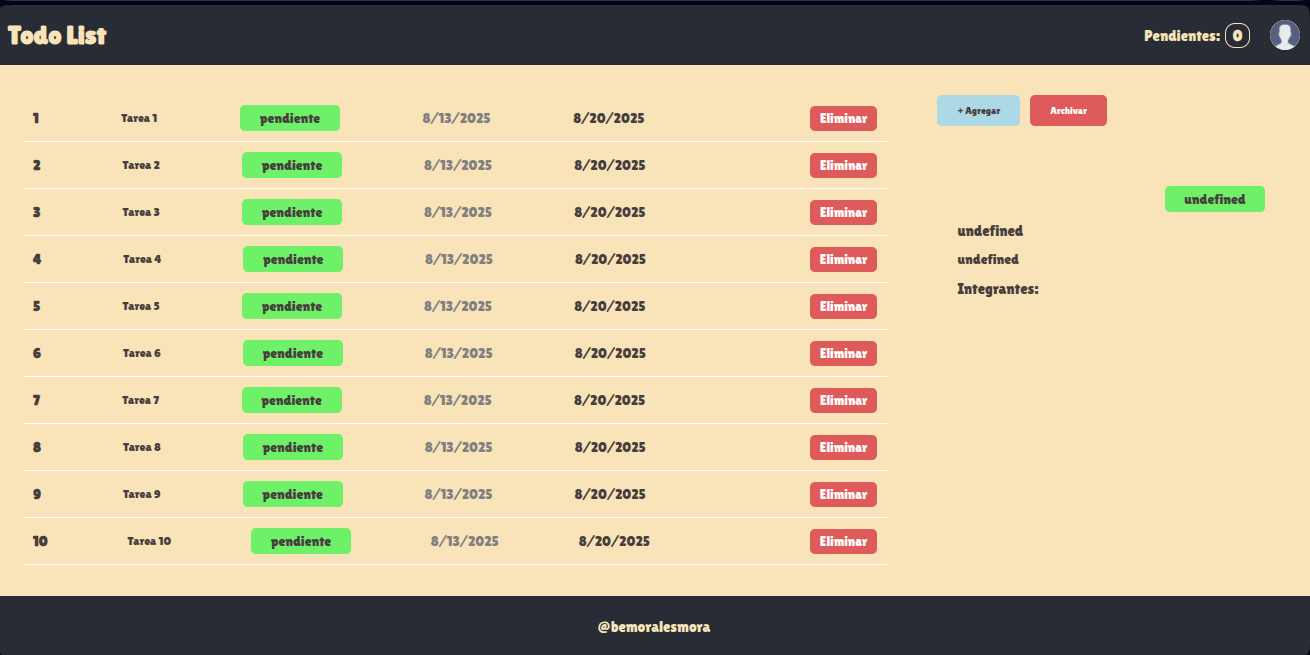 Todo List Pendientes: 0
+ Agregar Archivar
1 Tarea 1 pendiente 8/13/2025 8/20/2025 Eliminar
2 Tarea 2 pendiente 8/13/2025 8/20/2025 Eliminar
3 Tarea 3 pendiente 8/13/2025 8/20/2025 Eliminar
4 Tarea 4 pendiente 8/13/2025 8/20/2025 Eliminar
5 Tarea 5 pendiente 8/13/2025 8/20/2025 Eliminar
6 Tarea 6 pendiente 8/13/2025 8/20/2025 Eliminar
7 Tarea 7 pendiente 8/13/2025 8/20/2025 Eliminar
8 Tarea 8 pendiente 8/13/2025 8/20/2025 Eliminar
9 Tarea 9 pendiente 8/13/2025 8/20/2025 Eliminar
10 Tarea 10 pendiente 8/13/2025 8/20/2025 Eliminar
undefined
undefined
undefined
Integrantes:
@bemoralesmora